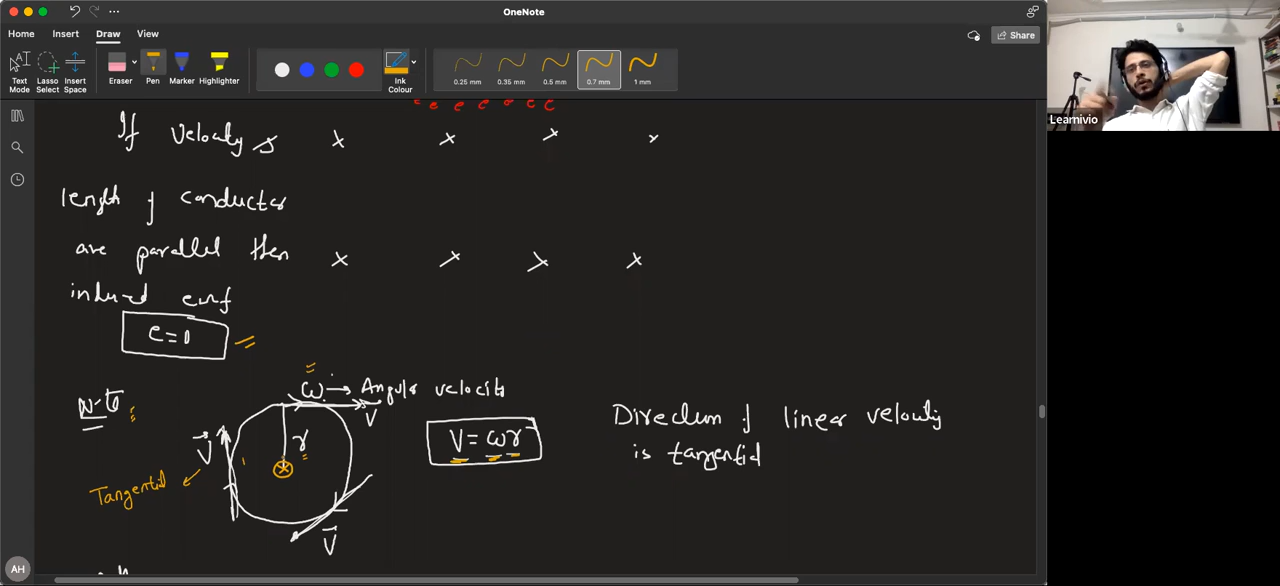 OneNote
Home Insert Draw View
Share
Text Mode
Lasso Select
Insert Space
Eraser
Pen
Marker
Highlighter
Ink Colour
0.25 mm
0.35 mm
0.5 mm
0.7 mm
1 mm
Learnivio
e e e e e e e
If velocity &
x x x x
length of conductor
are parallel then
x x x x
induced emf
e=0
Note :
ω → Angular velocity
V
r
V = ωr
V
Tangential
V
Direction of linear velocity
is tangential
AH